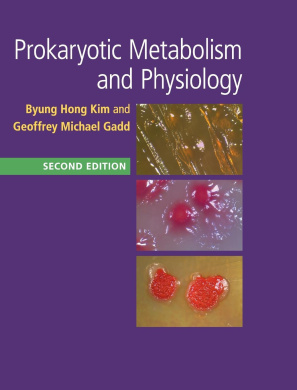 Prokaryotic Metabolism
and Physiology
Byung Hong Kim and
Geoffrey Michael Gadd
SECOND EDITION